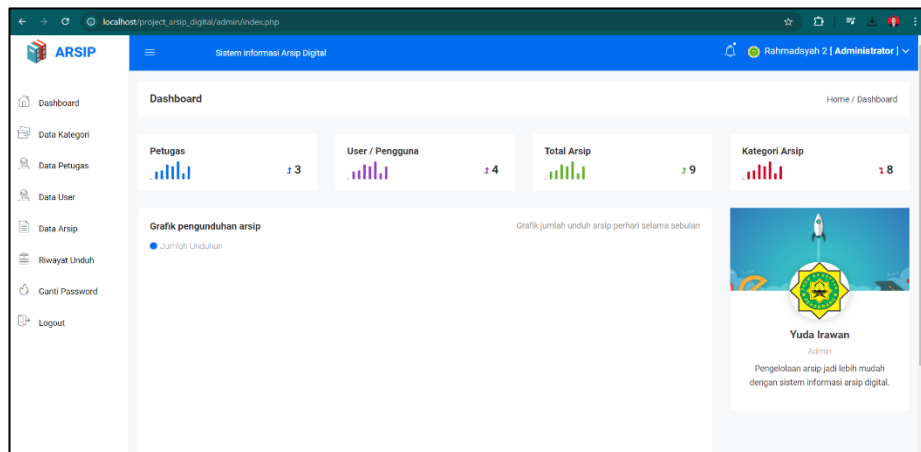 localhost/project_arsip_digital/admin/index.php
ARSIP
Sistem Informasi Arsip Digital
Rahmadsyah 2 [ Administrator ]
Dashboard
Data Kategori
Data Petugas
Data User
Data Arsip
Riwayat Unduh
Ganti Password
Logout
Dashboard
Home / Dashboard
Petugas
3
User / Pengguna
4
Total Arsip
9
Kategori Arsip
8
Grafik pengunduhan arsip
Grafik jumlah unduh arsip perhari selama sebulan
Jumlah Unduhan
Yuda Irawan
Admin
Pengelolaan arsip jadi lebih mudah
dengan sistem informasi arsip digital.